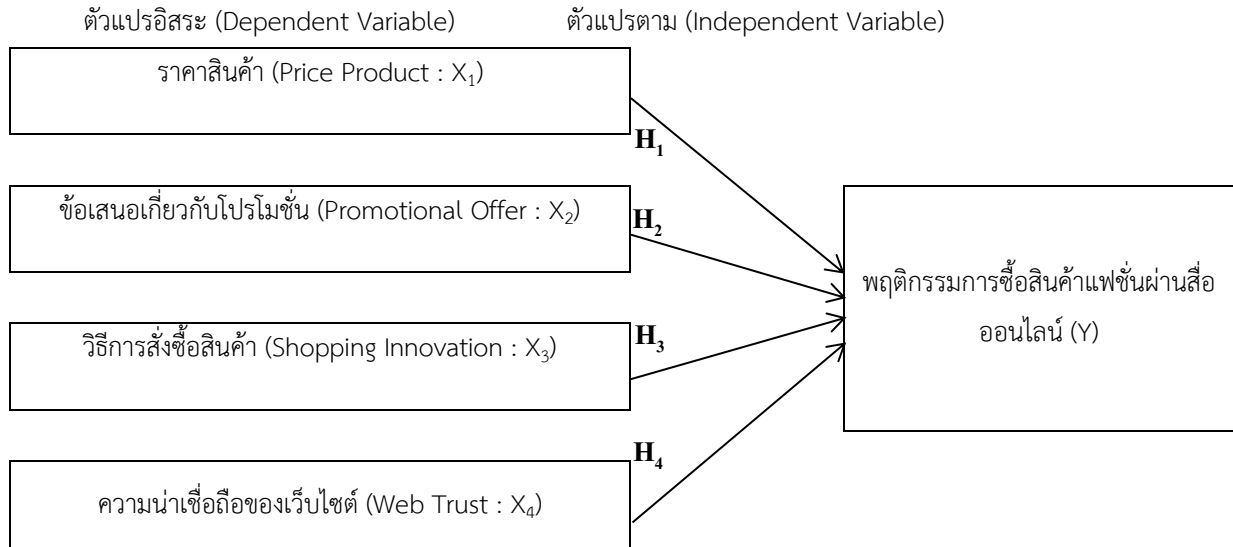 ตัวแปรอิสระ (Dependent Variable) ตัวแปรตาม (Independent Variable)
ราคาสินค้า (Price Product : X₁)
H₁
ข้อเสนอเกี่ยวกับโปรโมชั่น (Promotional Offer : X₂)
H₂
พฤติกรรมการซื้อสินค้าแฟชั่นผ่านสื่อ
ออนไลน์ (Y)
วิธีการสั่งซื้อสินค้า (Shopping Innovation : X₃)
H₃
H₄
ความน่าเชื่อถือของเว็บไซต์ (Web Trust : X₄)